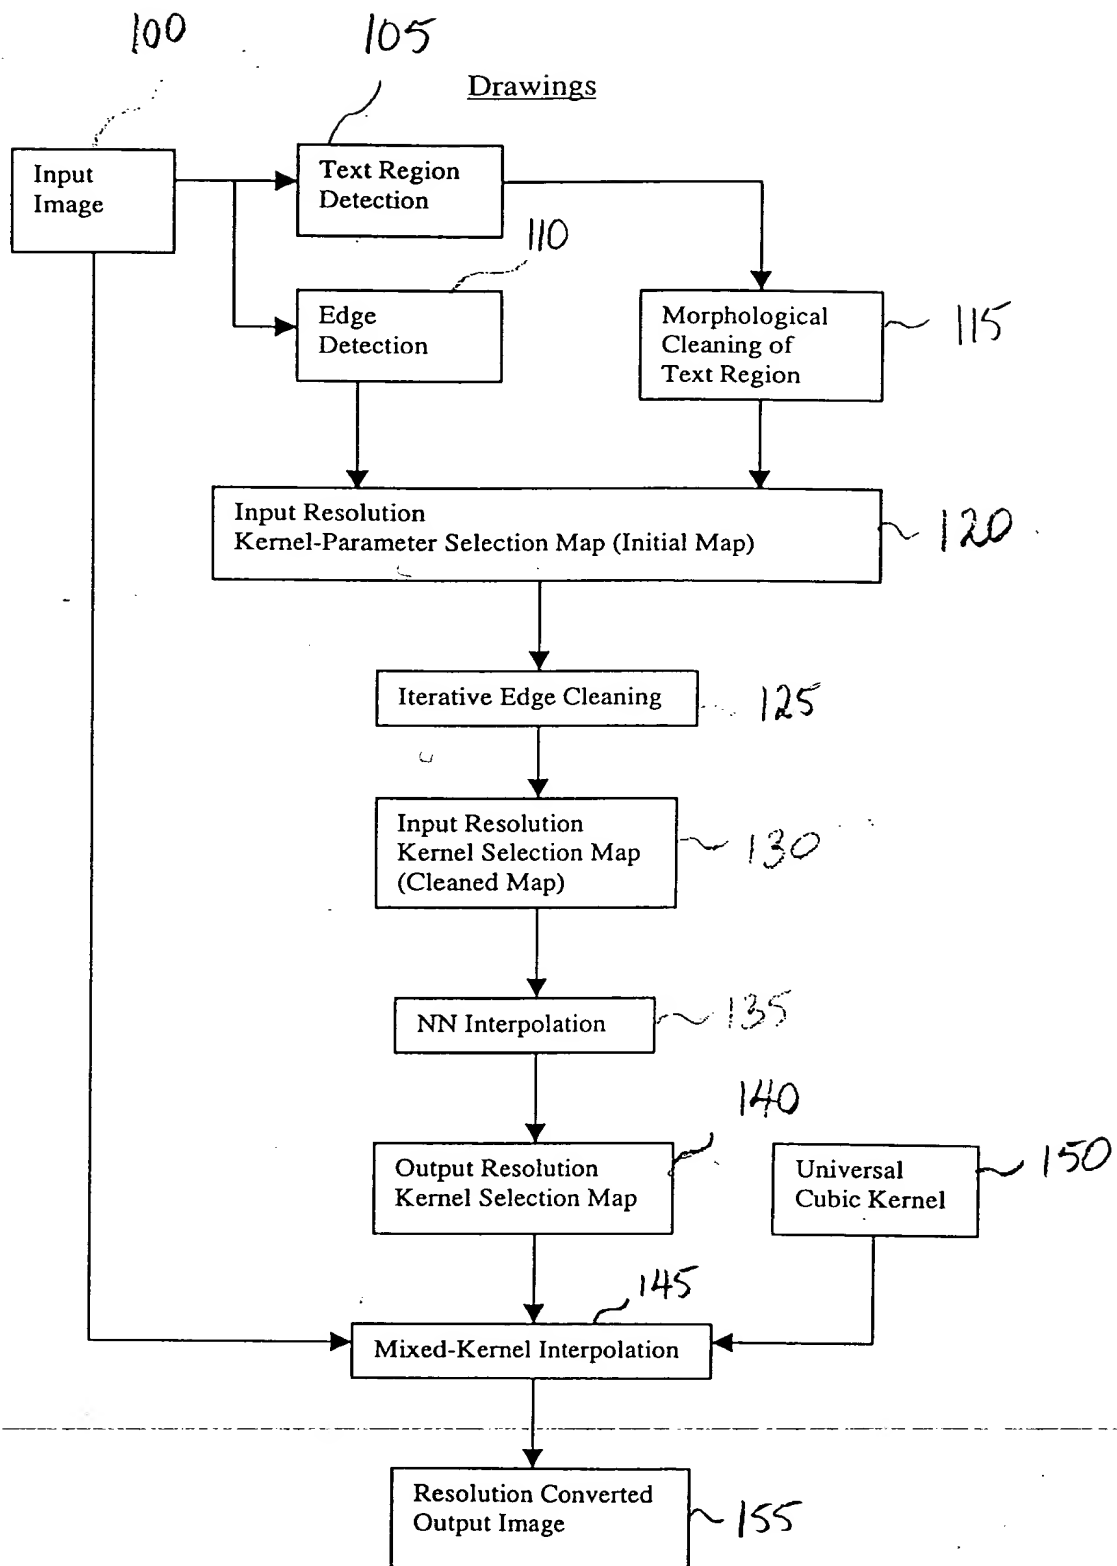 100
105
Drawings
Input
Image
Text Region
Detection
110
Edge
Detection
Morphological
Cleaning of
Text Region
115
Input Resolution
Kernel-Parameter Selection Map (Initial Map)
120
Iterative Edge Cleaning
125
Input Resolution
Kernel Selection Map
(Cleaned Map)
130
NN Interpolation
135
140
Output Resolution
Kernel Selection Map
Universal
Cubic Kernel
150
145
Mixed-Kernel Interpolation
Resolution Converted
Output Image
155